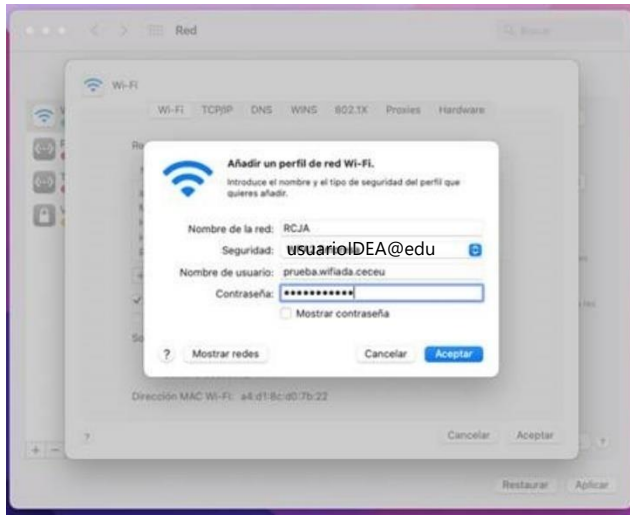 Red
Buscar
Wi-Fi
Wi-Fi TCP/IP DNS WINS 802.1X Proxies Hardware
Añadir un perfil de red Wi-Fi.
Introduce el nombre y el tipo de seguridad del perfil que
quieres añadir.
Nombre de la red: RCJA
Seguridad: usuarioIDEA@edu
Nombre de usuario: prueba.wifiada.ceceu
Contraseña: •••••••••••
Mostrar contraseña
? Mostrar redes Cancelar Aceptar
Dirección MAC Wi-Fi: a4:d1:8c:d0:7b:22
? Cancelar Aceptar
+ − ?
Restaurar Aplicar